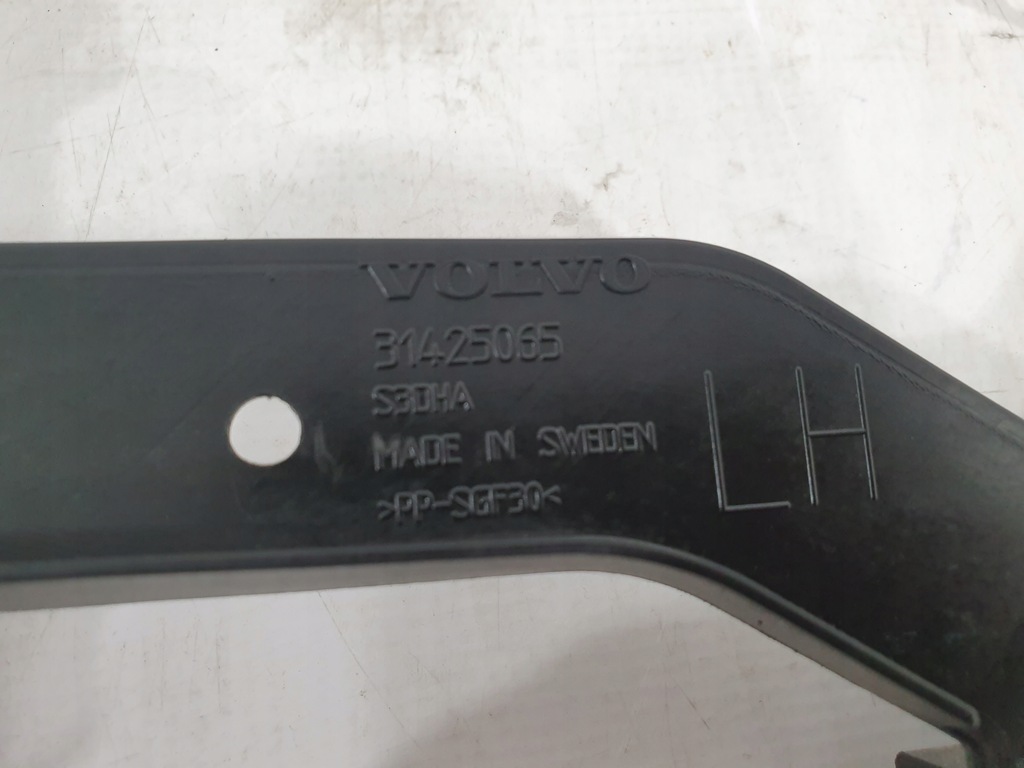 VOLVO
31425065
S3DHA
MADE IN SWEDEN
>PP-SGF30<
LH